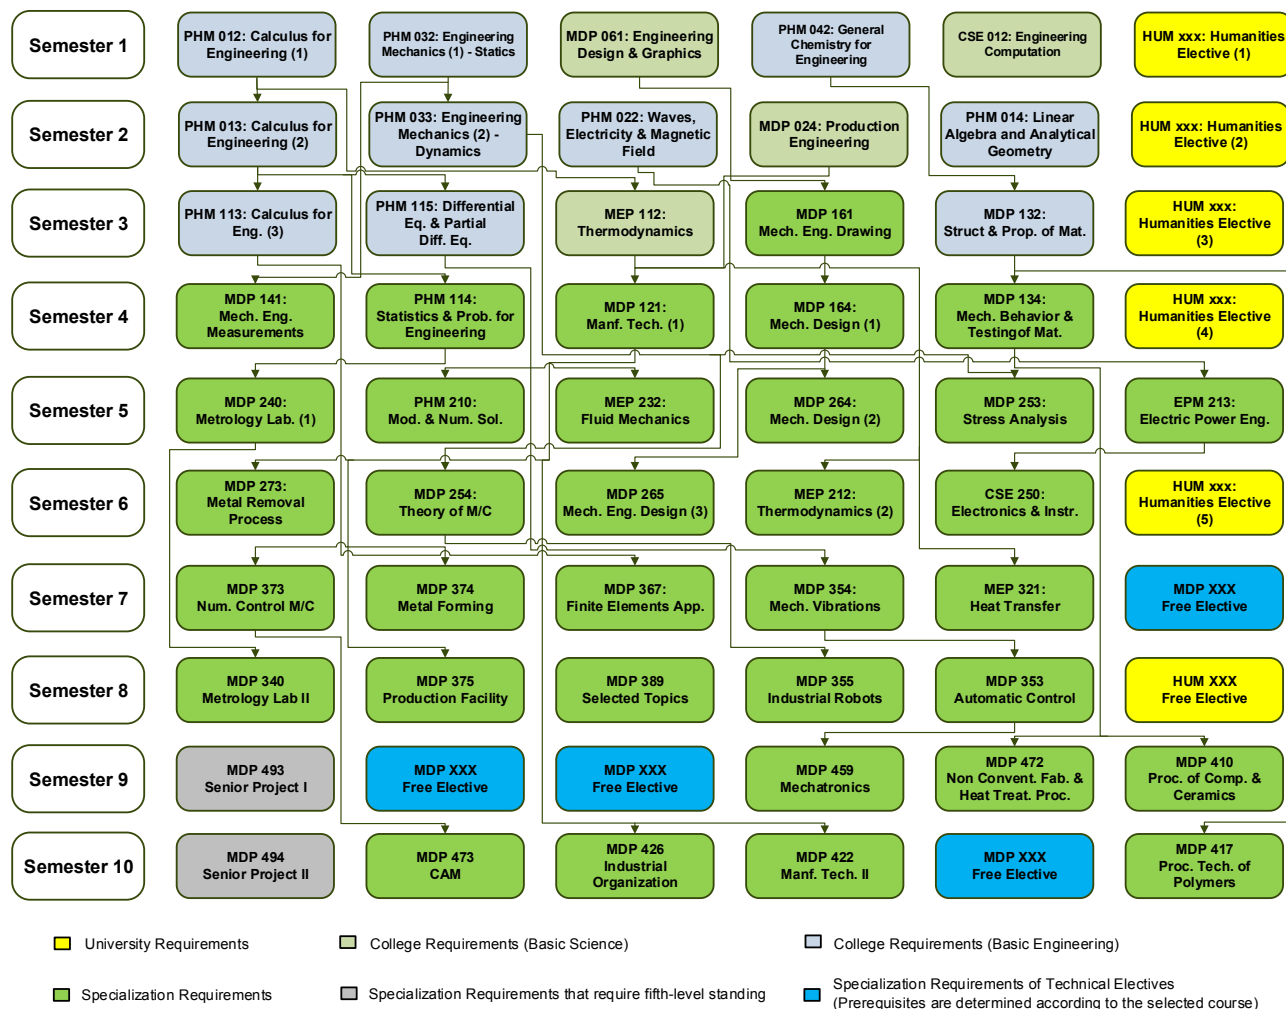 Semester 1
PHM 012: Calculus for
Engineering (1)
PHM 032: Engineering
Mechanics (1) - Statics
MDP 061: Engineering
Design & Graphics
PHM 042: General
Chemistry for
Engineering
CSE 012: Engineering
Computation
HUM xxx: Humanities
Elective (1)
Semester 2
PHM 013: Calculus for
Engineering (2)
PHM 033: Engineering
Mechanics (2) -
Dynamics
PHM 022: Waves,
Electricity & Magnetic
Field
MDP 024: Production
Engineering
PHM 014: Linear
Algebra and Analytical
Geometry
HUM xxx: Humanities
Elective (2)
Semester 3
PHM 113: Calculus for
Eng. (3)
PHM 115: Differential
Eq. & Partial
Diff. Eq.
MEP 112:
Thermodynamics
MDP 161
Mech. Eng. Drawing
MDP 132:
Struct & Prop. of Mat.
HUM xxx:
Humanities Elective
(3)
Semester 4
MDP 141:
Mech. Eng.
Measurements
PHM 114:
Statistics & Prob. for
Engineering
MDP 121:
Manf. Tech. (1)
MDP 164:
Mech. Design (1)
MDP 134:
Mech. Behavior &
Testingof Mat.
HUM xxx:
Humanities Elective
(4)
Semester 5
MDP 240:
Metrology Lab. (1)
PHM 210:
Mod. & Num. Sol.
MEP 232:
Fluid Mechanics
MDP 264:
Mech. Design (2)
MDP 253:
Stress Analysis
EPM 213:
Electric Power Eng.
Semester 6
MDP 273:
Metal Removal
Process
MDP 254:
Theory of M/C
MDP 265
Mech. Eng. Design (3)
MEP 212:
Thermodynamics (2)
CSE 250:
Electronics & Instr.
HUM xxx:
Humanities Elective
(5)
Semester 7
MDP 373
Num. Control M/C
MDP 374
Metal Forming
MDP 367:
Finite Elements App.
MDP 354:
Mech. Vibrations
MEP 321:
Heat Transfer
MDP XXX
Free Elective
Semester 8
MDP 340
Metrology Lab II
MDP 375
Production Facility
MDP 389
Selected Topics
MDP 355
Industrial Robots
MDP 353
Automatic Control
HUM XXX
Free Elective
Semester 9
MDP 493
Senior Project I
MDP XXX
Free Elective
MDP XXX
Free Elective
MDP 459
Mechatronics
MDP 472
Non Convent. Fab. &
Heat Treat. Proc.
MDP 410
Proc. of Comp. &
Ceramics
Semester 10
MDP 494
Senior Project II
MDP 473
CAM
MDP 426
Industrial
Organization
MDP 422
Manf. Tech. II
MDP XXX
Free Elective
MDP 417
Proc. Tech. of
Polymers
University Requirements
College Requirements (Basic Science)
College Requirements (Basic Engineering)
Specialization Requirements
Specialization Requirements that require fifth-level standing
Specialization Requirements of Technical Electives
(Prerequisites are determined according to the selected course)